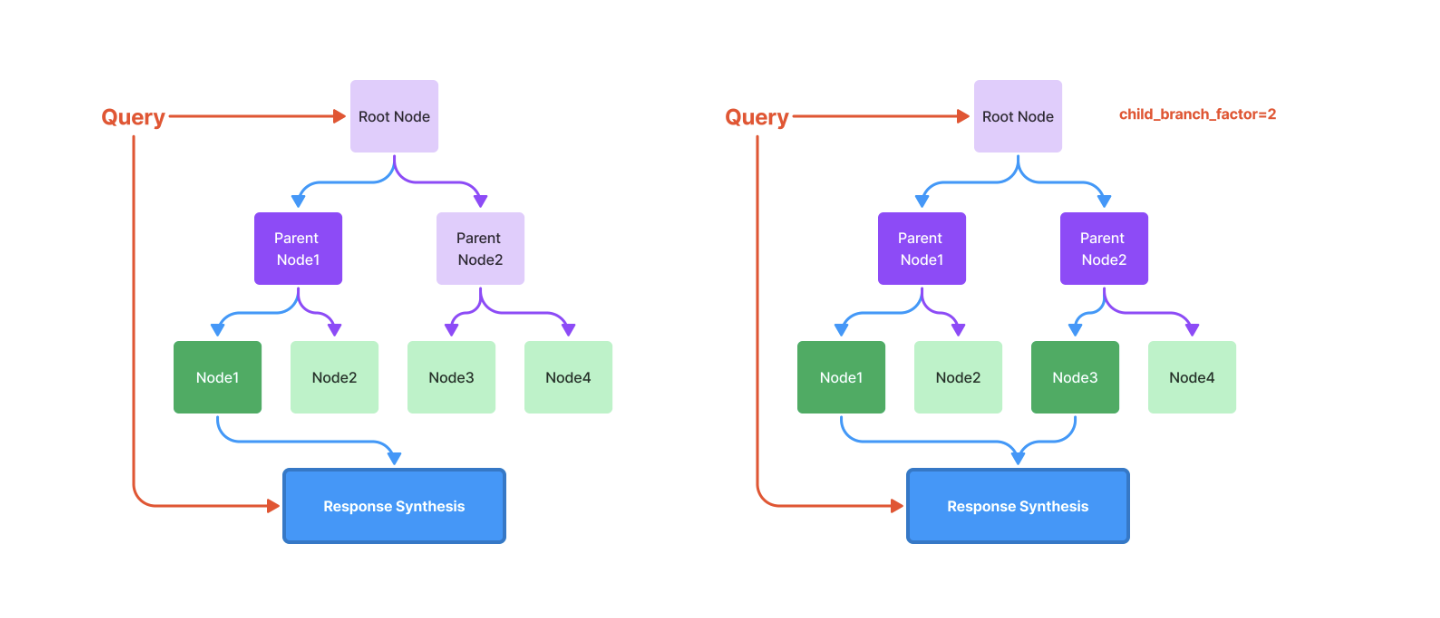 Query
Root Node
Parent
Node1
Parent
Node2
Node1
Node2
Node3
Node4
Response Synthesis
Query
Root Node
child_branch_factor=2
Parent
Node1
Parent
Node2
Node1
Node2
Node3
Node4
Response Synthesis